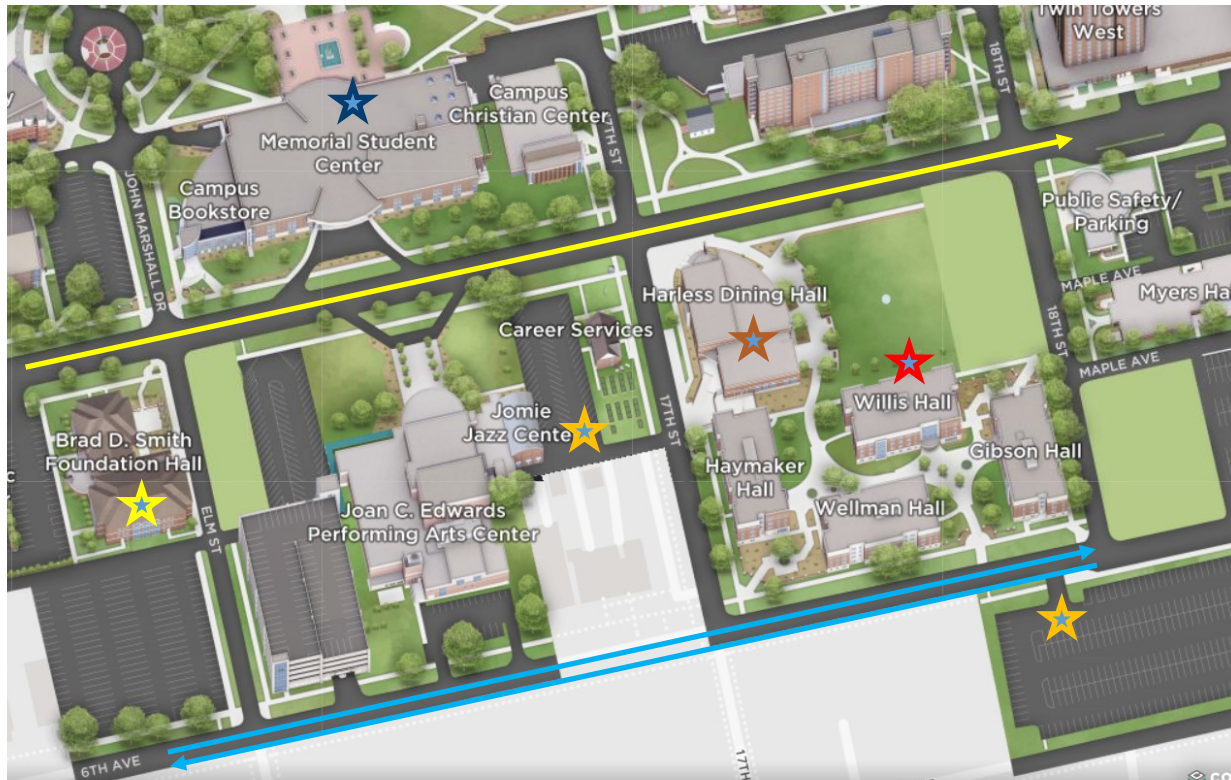 Twin Towers
West
18TH ST
Campus
Christian Center
17TH ST
Memorial Student
Center
JOHN MARSHALL DR
Campus
Bookstore
Public Safety/
Parking
MAPLE AVE
Harless Dining Hall
Myers Ha
18TH ST
Career Services
MAPLE AVE
17TH ST
Willis Hall
Jomie
Jazz Center
Brad D. Smith
Foundation Hall
Gibson Hall
Haymaker
Hall
ELM ST
Joan C. Edwards
Performing Arts Center
Wellman Hall
6TH AVE
17TH